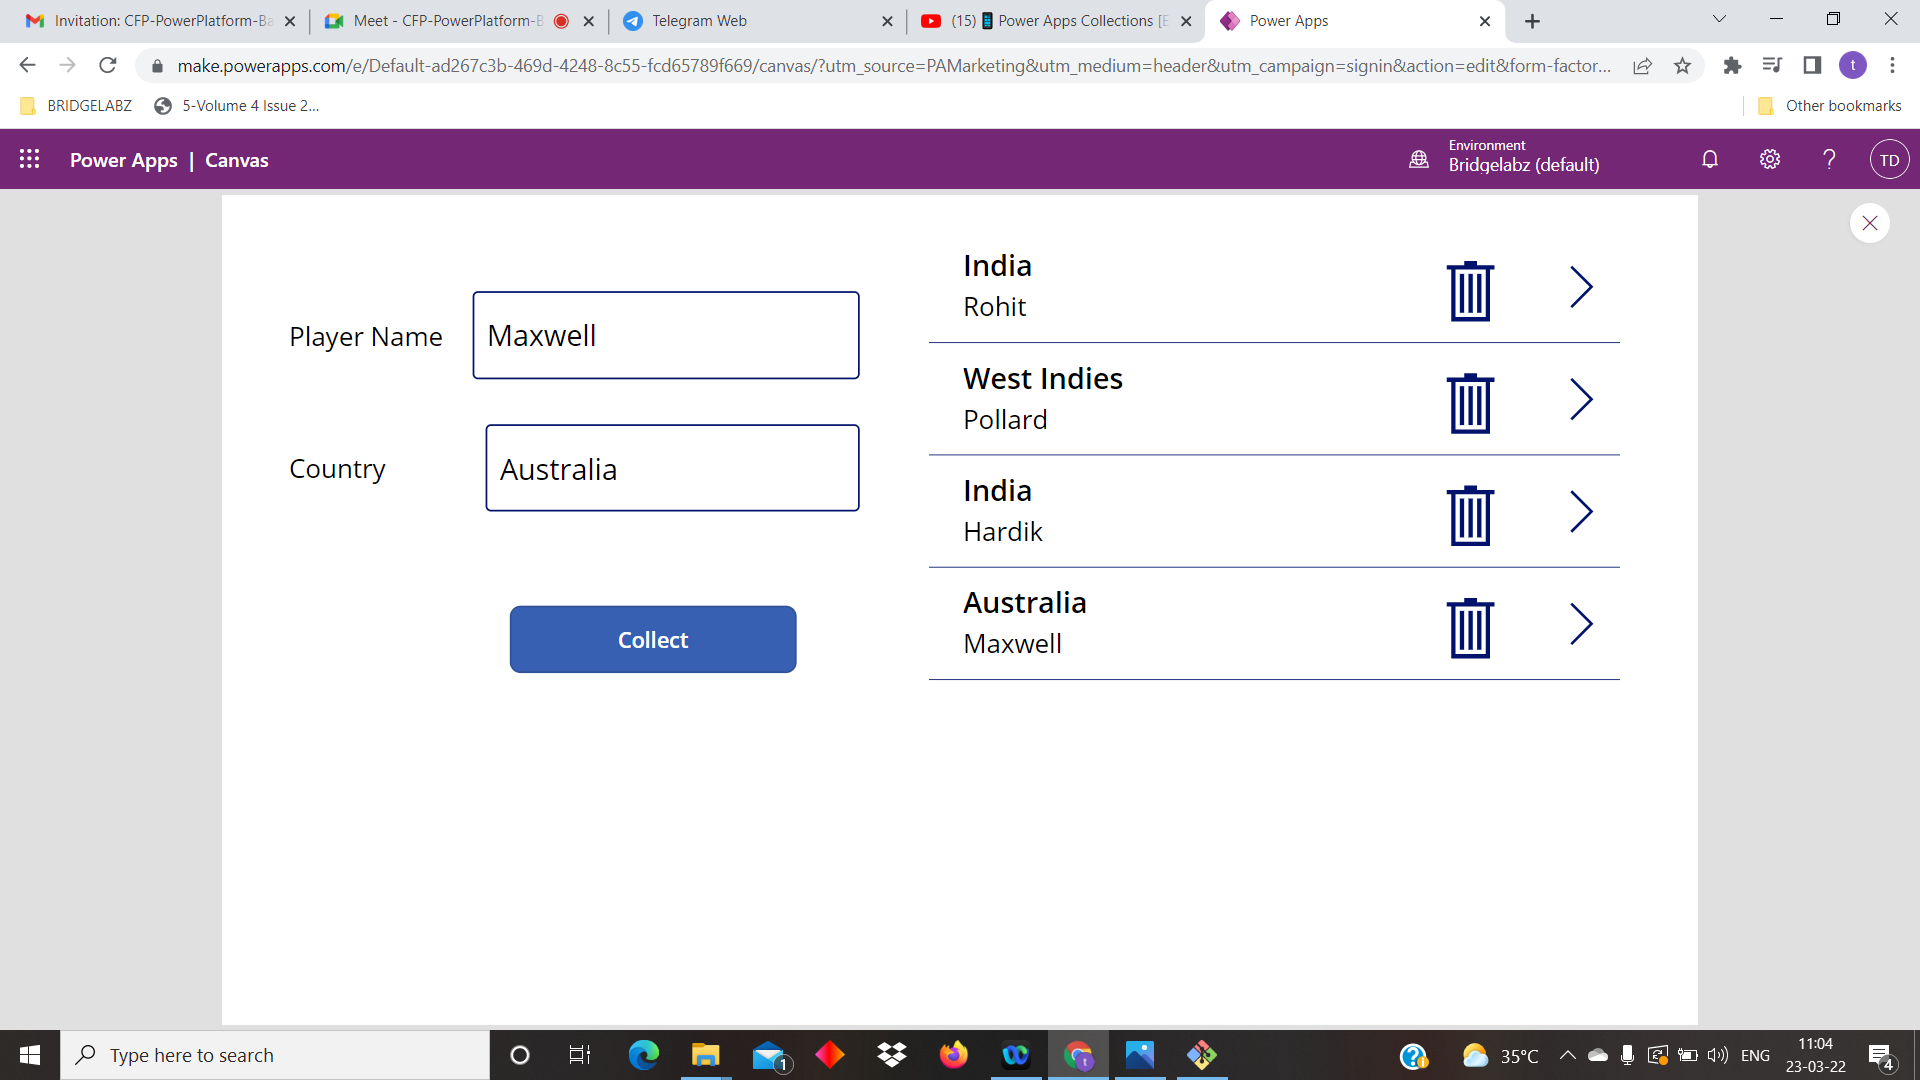 Invitation: CFP-PowerPlatform-Ba
Meet - CFP-PowerPlatform-B
Telegram Web
(15) Power Apps Collections [E
Power Apps
make.powerapps.com/e/Default-ad267c3b-469d-4248-8c55-fcd65789f669/canvas/?utm_source=PAMarketing&utm_medium=header&utm_campaign=signin&action=edit&form-factor...
t
BRIDGELABZ
5-Volume 4 Issue 2...
Other bookmarks
Power Apps | Canvas
Environment
Bridgelabz (default)
?
TD
Player Name
Maxwell
Country
Australia
Collect
India
Rohit
West Indies
Pollard
India
Hardik
Australia
Maxwell
Type here to search
1
t
35°C
ENG
11:04
23-03-22
4